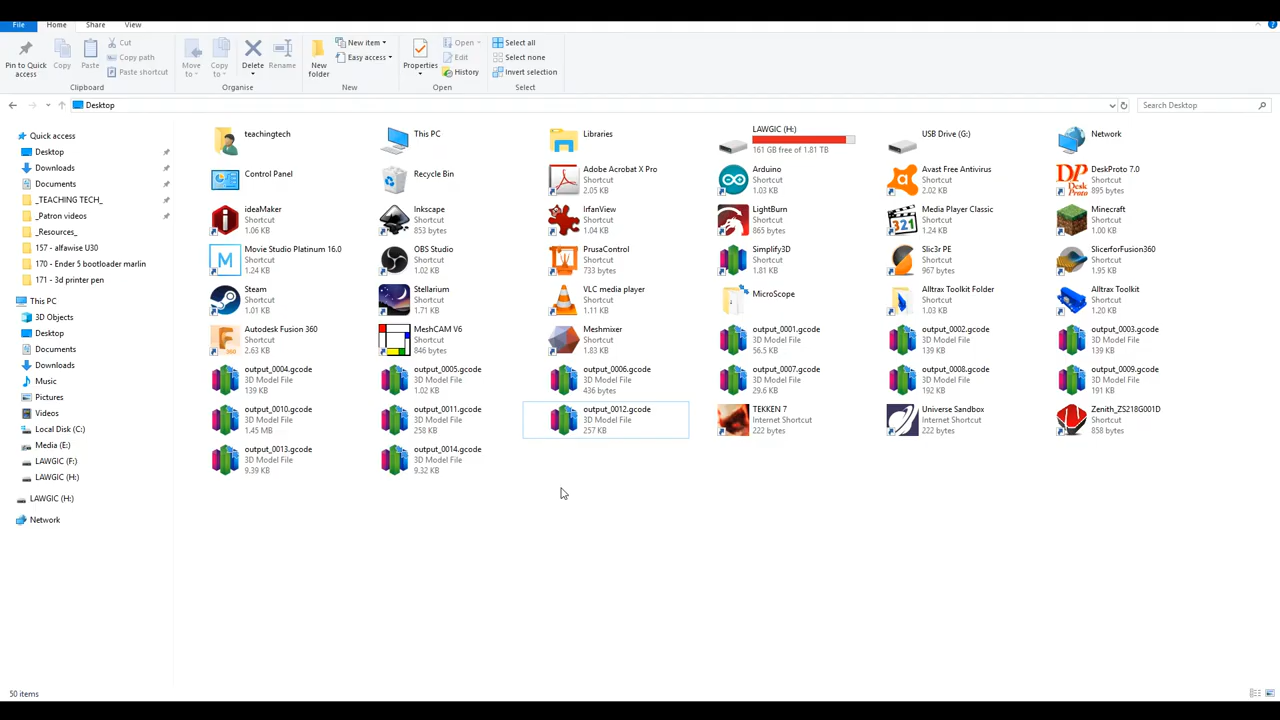 File
Home
Share
View
Pin to Quick
access
Copy
Paste
Cut
Copy path
Paste shortcut
Clipboard
Move
to
Copy
to
Delete
Rename
Organise
New
folder
New item
Easy access
New
Properties
Open
Edit
History
Open
Select all
Select none
Invert selection
Select
Desktop
Search Desktop
Quick access
Desktop
Downloads
Documents
_TEACHING TECH_
_Patron videos
_Resources_
157 - alfawise U30
170 - Ender 5 bootloader marlin
171 - 3d printer pen
This PC
3D Objects
Desktop
Documents
Downloads
Music
Pictures
Videos
Local Disk (C:)
Media (E:)
LAWGIC (F:)
LAWGIC (H:)
LAWGIC (H:)
Network
teachingtech
This PC
Libraries
LAWGIC (H:)
161 GB free of 1.81 TB
USB Drive (G:)
Network
Control Panel
Recycle Bin
Adobe Acrobat X Pro
Shortcut
2.05 KB
Arduino
Shortcut
1.03 KB
Avast Free Antivirus
Shortcut
2.02 KB
DeskProto 7.0
Shortcut
895 bytes
ideaMaker
Shortcut
1.06 KB
Inkscape
Shortcut
853 bytes
IrfanView
Shortcut
1.04 KB
LightBurn
Shortcut
865 bytes
Media Player Classic
Shortcut
1.24 KB
Minecraft
Shortcut
1.00 KB
Movie Studio Platinum 16.0
Shortcut
1.24 KB
OBS Studio
Shortcut
1.02 KB
PrusaControl
Shortcut
733 bytes
Simplify3D
Shortcut
1.81 KB
Slic3r PE
Shortcut
967 bytes
SlicerforFusion360
Shortcut
1.95 KB
Steam
Shortcut
1.01 KB
Stellarium
Shortcut
1.71 KB
VLC media player
Shortcut
1.11 KB
MicroScope
Alltrax Toolkit Folder
Shortcut
1.03 KB
Alltrax Toolkit
Shortcut
1.20 KB
Autodesk Fusion 360
Shortcut
2.63 KB
MeshCAM V6
Shortcut
846 bytes
Meshmixer
Shortcut
1.83 KB
output_0001.gcode
3D Model File
56.5 KB
output_0002.gcode
3D Model File
139 KB
output_0003.gcode
3D Model File
139 KB
output_0004.gcode
3D Model File
139 KB
output_0005.gcode
3D Model File
1.02 KB
output_0006.gcode
3D Model File
436 bytes
output_0007.gcode
3D Model File
29.6 KB
output_0008.gcode
3D Model File
192 KB
output_0009.gcode
3D Model File
191 KB
output_0010.gcode
3D Model File
1.45 MB
output_0011.gcode
3D Model File
258 KB
output_0012.gcode
3D Model File
257 KB
TEKKEN 7
Internet Shortcut
222 bytes
Universe Sandbox
Internet Shortcut
222 bytes
Zenith_ZS218G001D
Shortcut
858 bytes
output_0013.gcode
3D Model File
9.39 KB
output_0014.gcode
3D Model File
9.32 KB
50 items